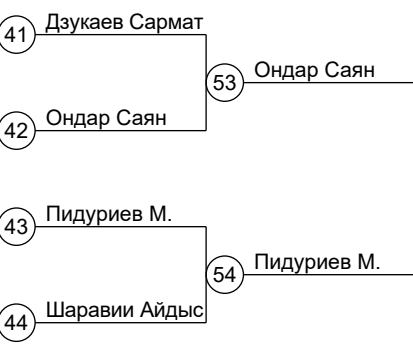 41 Дзукаев Сармат
53 Ондар Саян
42 Ондар Саян
43 Пидуриев М.
54 Пидуриев М.
44 Шаравии Айдыс